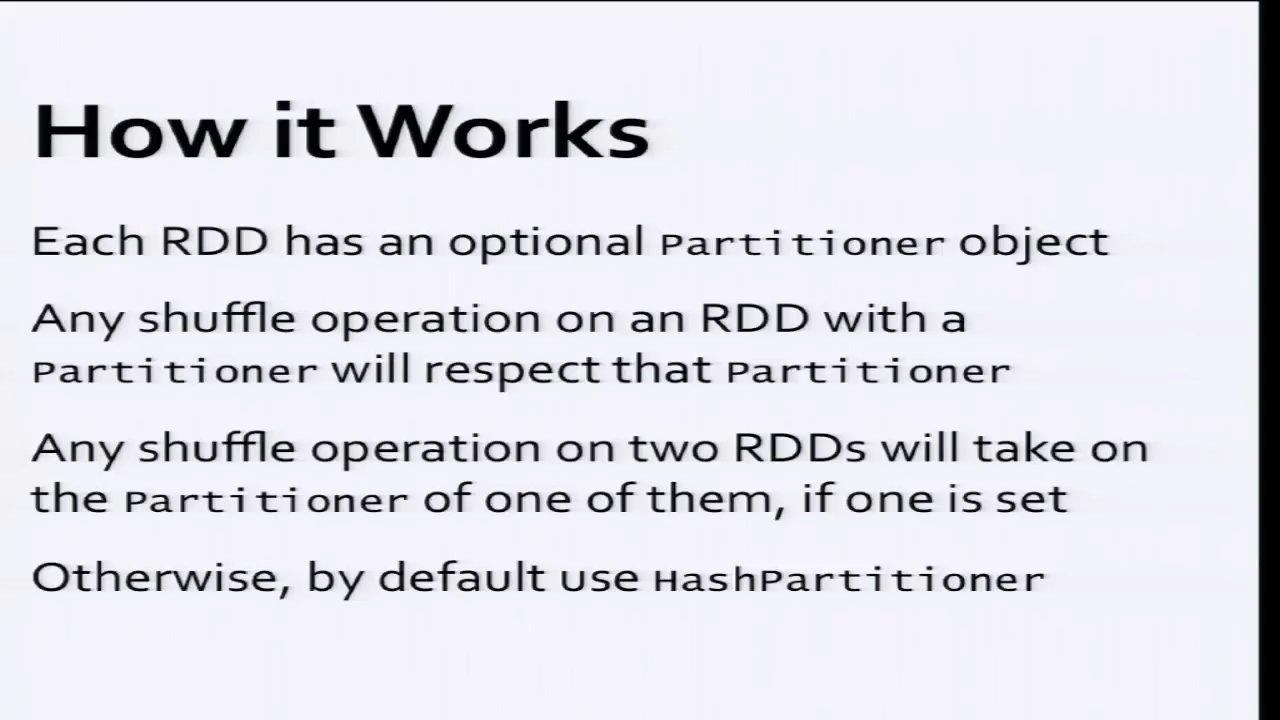 How it Works
Each RDD has an optional Partitioner object
Any shuffle operation on an RDD with a
Partitioner will respect that Partitioner
Any shuffle operation on two RDDs will take on
the Partitioner of one of them, if one is set
Otherwise, by default use HashPartitioner